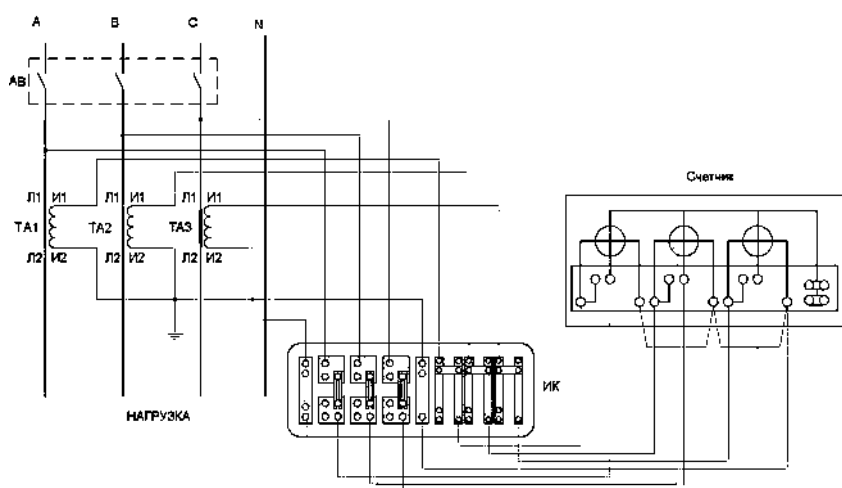 A B C N
АВ
Счетчик
Л1 И1 Л1 И1 Л1 И1
ТА1 ТА2 ТА3
Л2 И2 Л2 И2 Л2 И2
ИК
НАГРУЗКА